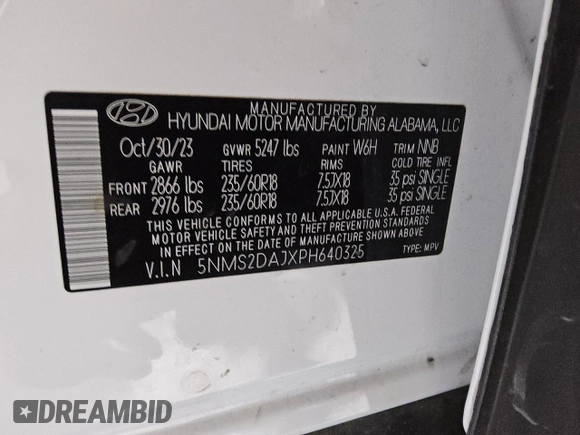 MANUFACTURED BY
HYUNDAI MOTOR MANUFACTURING ALABAMA, LLC
Oct/30/23 GVWR 5247 lbs PAINT W6H TRIM NNB
GAWR TIRES RIMS COLD TIRE INFL
FRONT 2866 lbs 235/60R18 7.5JX18 35 psi SINGLE
REAR 2976 lbs 235/60R18 7.5JX18 35 psi SINGLE
THIS VEHICLE CONFORMS TO ALL APPLICABLE U.S.A. FEDERAL
MOTOR VEHICLE SAFETY, BUMPER, AND THEFT PREVENTION STANDARDS
IN EFFECT ON THE DATE OF MANUFACTURE SHOWN ABOVE.
V.I.N 5NMS2DAJXPH640325 TYPE: MPV
DREAMBID